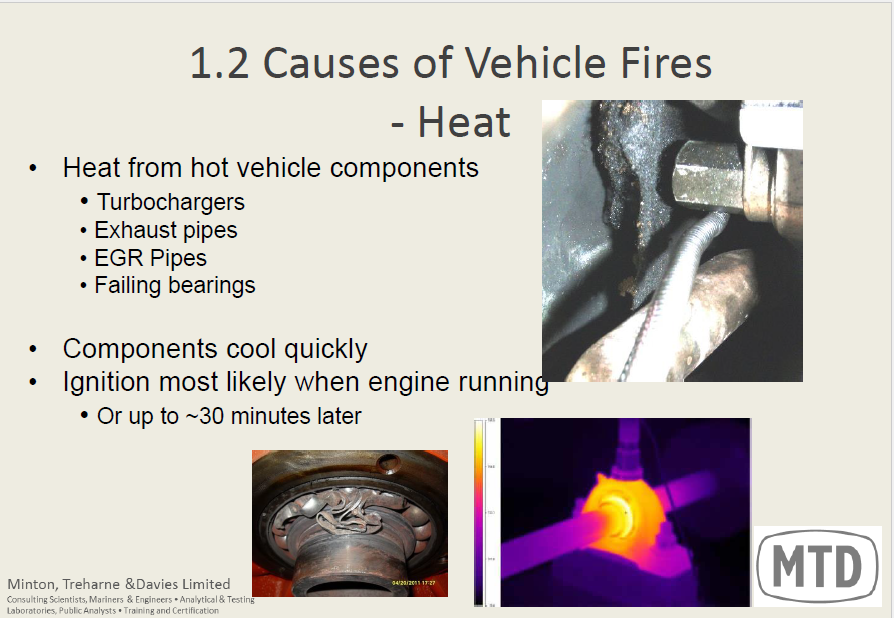 1.2 Causes of Vehicle Fires
- Heat
• Heat from hot vehicle components
• Turbochargers
• Exhaust pipes
• EGR Pipes
• Failing bearings
• Components cool quickly
• Ignition most likely when engine running
• Or up to ~30 minutes later
04/20/2011 17:27
MTD
Minton, Treharne &Davies Limited
Consulting Scientists, Mariners & Engineers • Analytical & Testing
Laboratories, Public Analysts • Training and Certification